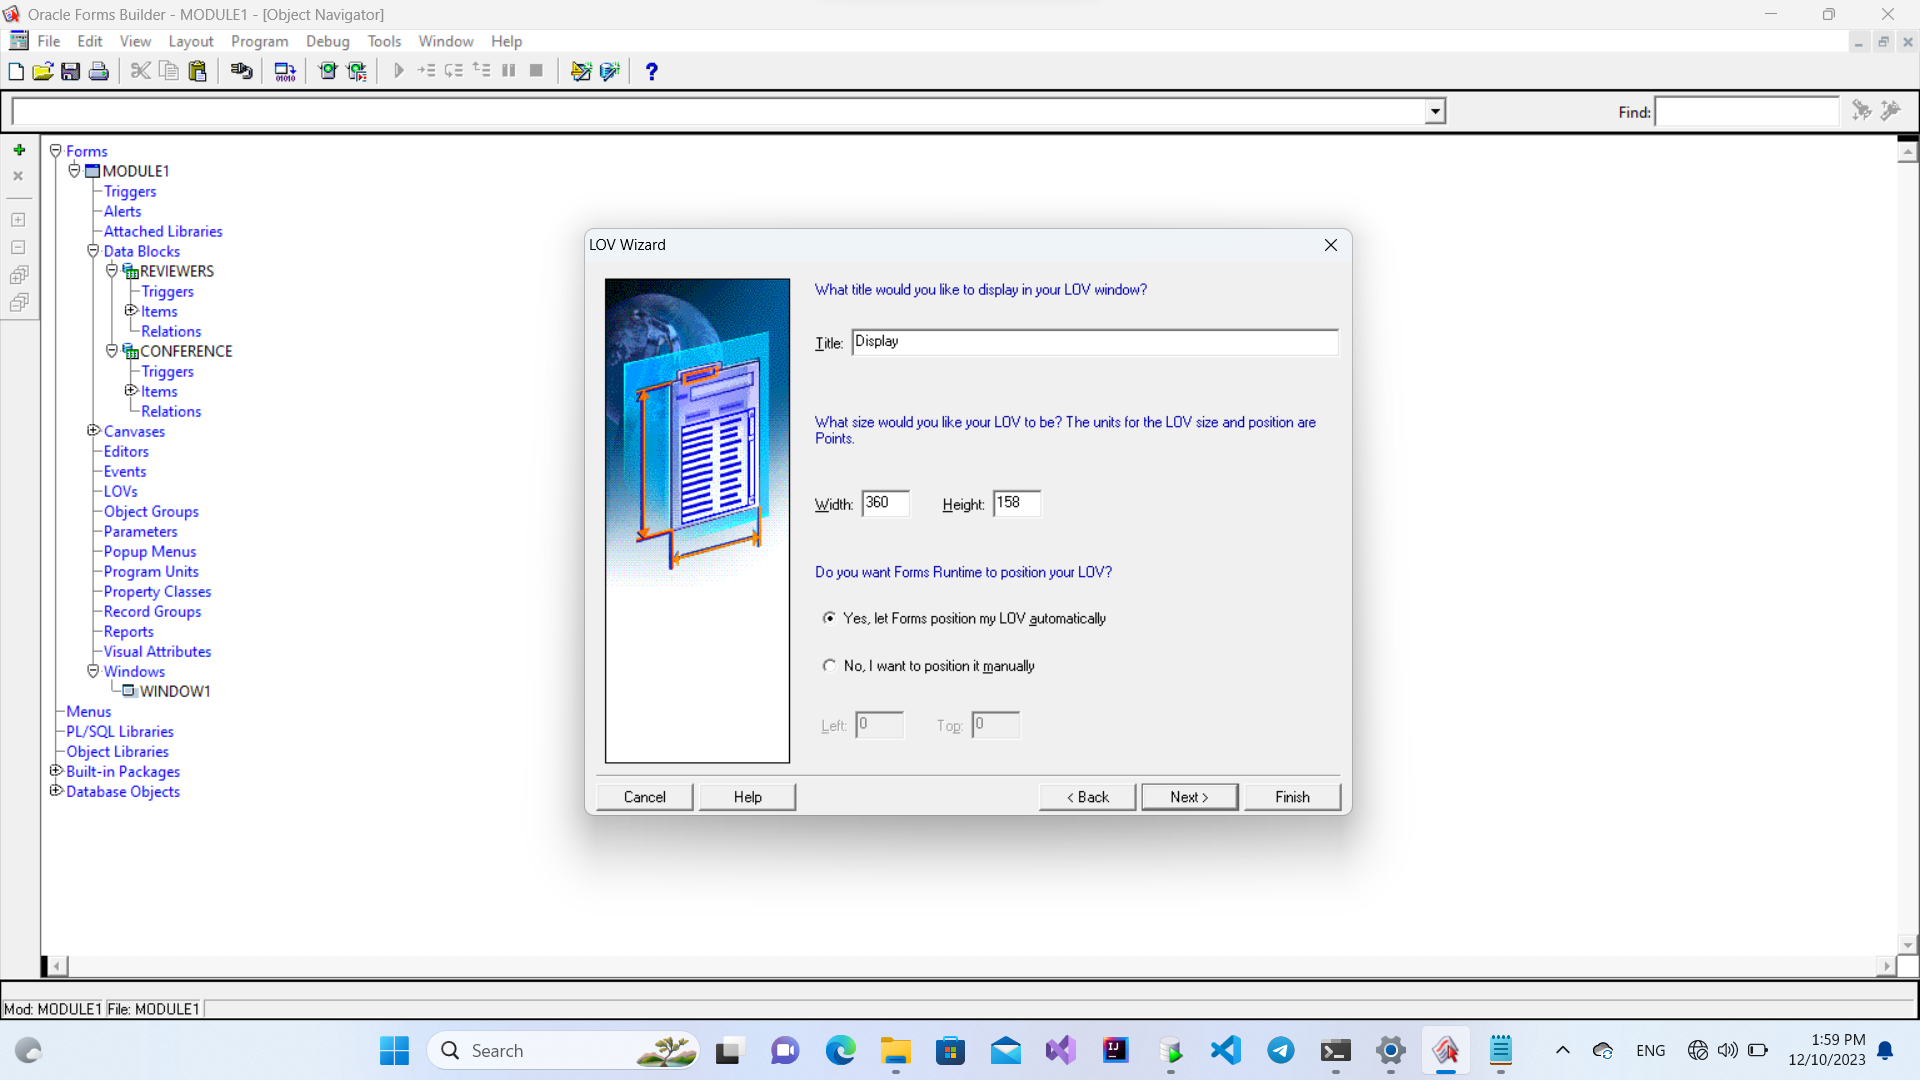 Oracle Forms Builder - MODULE1 - [Object Navigator]
File Edit View Layout Program Debug Tools Window Help
Find:
Forms
MODULE1
Triggers
Alerts
Attached Libraries
Data Blocks
REVIEWERS
Triggers
Items
Relations
CONFERENCE
Triggers
Items
Relations
Canvases
Editors
Events
LOVs
Object Groups
Parameters
Popup Menus
Program Units
Property Classes
Record Groups
Reports
Visual Attributes
Windows
WINDOW1
Menus
PL/SQL Libraries
Object Libraries
Built-in Packages
Database Objects
LOV Wizard
What title would you like to display in your LOV window?
Title: Display
What size would you like your LOV to be? The units for the LOV size and position are
Points.
Width: 360 Height: 158
Do you want Forms Runtime to position your LOV?
Yes, let Forms position my LOV automatically
No, I want to position it manually
Left: 0 Top: 0
Cancel Help < Back Next > Finish
Mod: MODULE1 File: MODULE1
Search
ENG
1:59 PM
12/10/2023